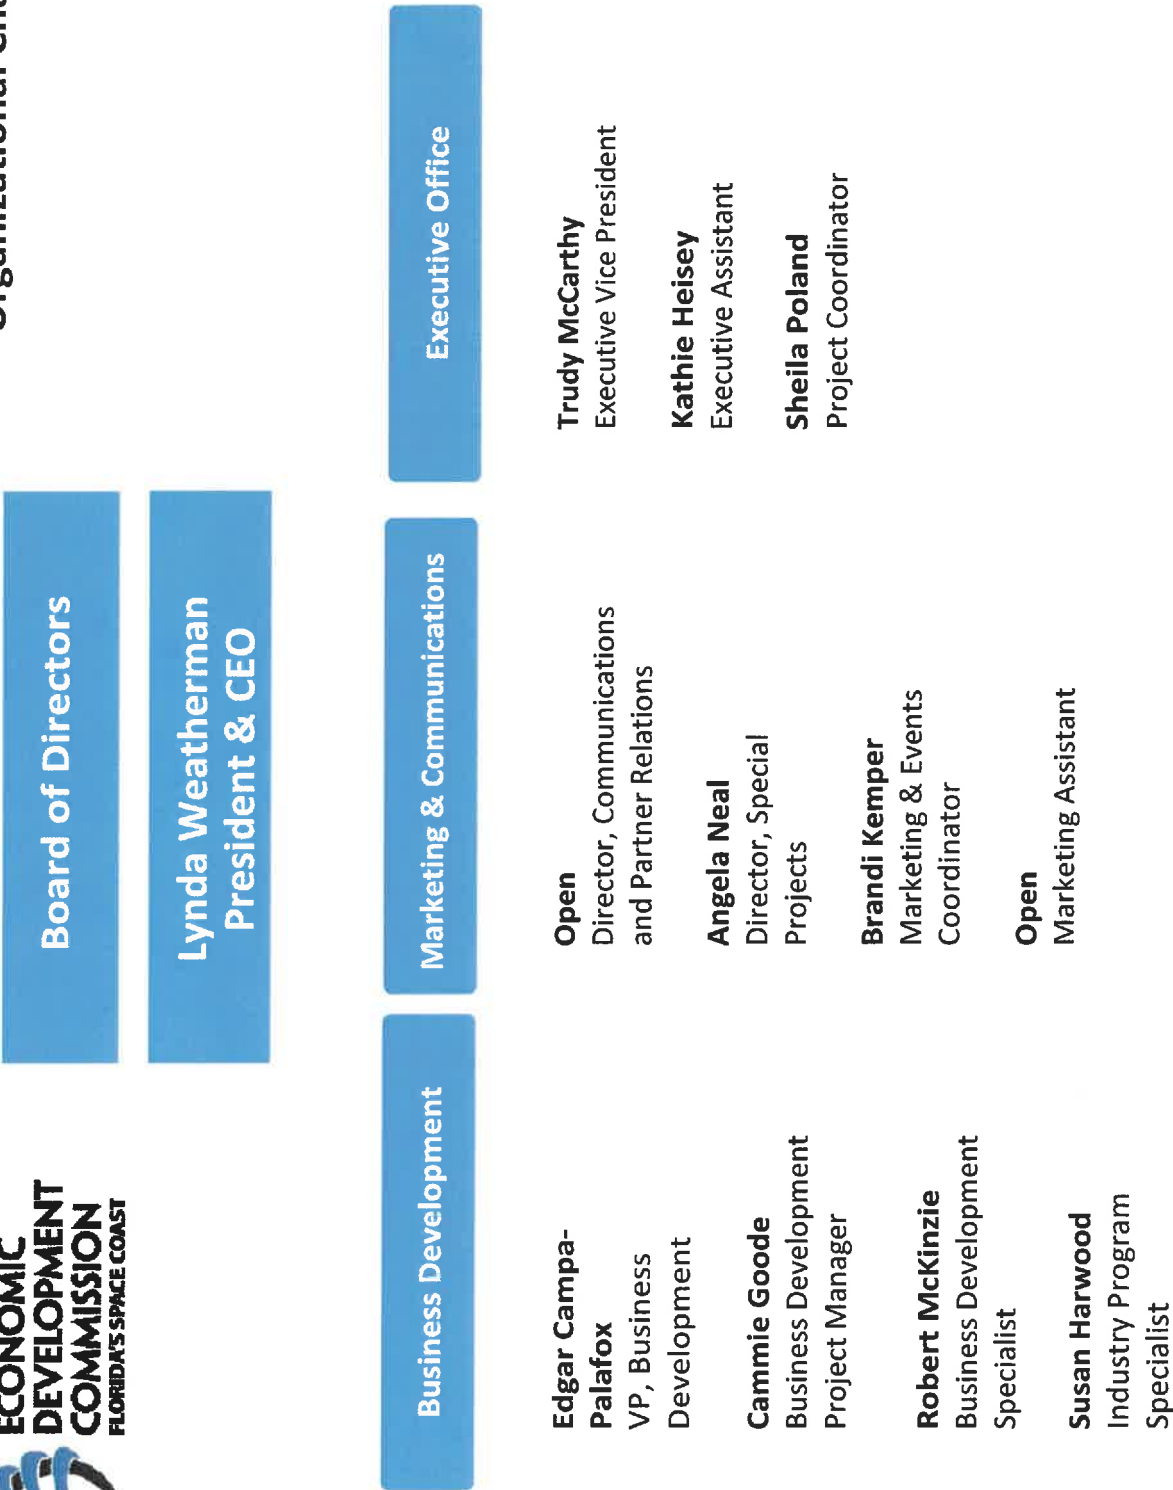 ECONOMIC
DEVELOPMENT
COMMISSION
FLORIDA'S SPACE COAST
Organizational
Board of Directors
Lynda Weatherman
President & CEO
Business Development
Edgar Campa-
Palafox
VP, Business
Development
Cammie Goode
Business Development
Project Manager
Robert McKinzie
Business Development
Specialist
Susan Harwood
Industry Program
Specialist
Marketing & Communications
Open
Director, Communications
and Partner Relations
Angela Neal
Director, Special
Projects
Brandi Kemper
Marketing & Events
Coordinator
Open
Marketing Assistant
Executive Office
Trudy McCarthy
Executive Vice President
Kathie Heisey
Executive Assistant
Sheila Poland
Project Coordinator